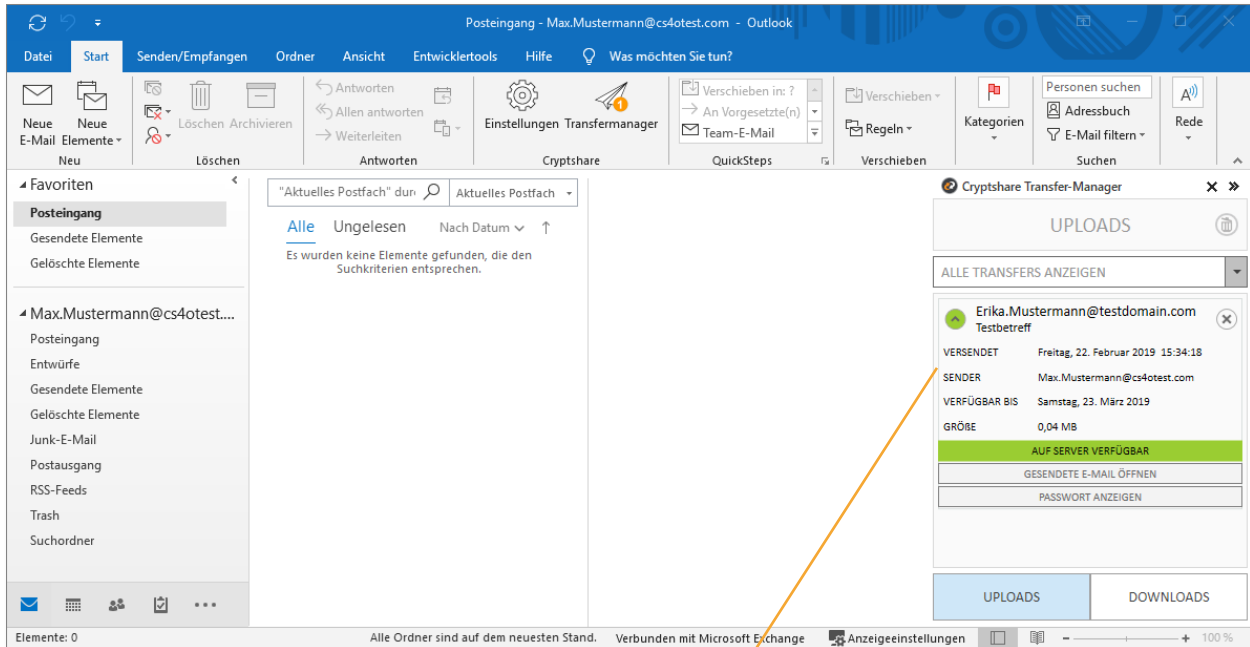 Posteingang - Max.Mustermann@cs4otest.com - Outlook
Datei Start Senden/Empfangen Ordner Ansicht Entwicklertools Hilfe Was möchten Sie tun?
Neue E-Mail
Neue Elemente
Neu
Löschen Archivieren
Löschen
Antworten
Allen antworten
Weiterleiten
Antworten
Einstellungen Transfermanager
Cryptshare
Verschieben in: ?
An Vorgesetzte(n)
Team-E-Mail
QuickSteps
Verschieben
Regeln
Verschieben
Kategorien
Personen suchen
Adressbuch
E-Mail filtern
Suchen
A
Rede
Favoriten
Posteingang
Gesendete Elemente
Gelöschte Elemente
Max.Mustermann@cs4otest....
Posteingang
Entwürfe
Gesendete Elemente
Gelöschte Elemente
Junk-E-Mail
Postausgang
RSS-Feeds
Trash
Suchordner
"Aktuelles Postfach" dur Aktuelles Postfach
Alle Ungelesen Nach Datum
Es wurden keine Elemente gefunden, die den
Suchkriterien entsprechen.
Cryptshare Transfer-Manager
UPLOADS
ALLE TRANSFERS ANZEIGEN
Erika.Mustermann@testdomain.com
Testbetreff
VERSENDET Freitag, 22. Februar 2019 15:34:18
SENDER Max.Mustermann@cs4otest.com
VERFÜGBAR BIS Samstag, 23. März 2019
GRÖßE 0,04 MB
AUF SERVER VERFÜGBAR
GESENDETE E-MAIL ÖFFNEN
PASSWORT ANZEIGEN
UPLOADS DOWNLOADS
Elemente: 0 Alle Ordner sind auf dem neuesten Stand. Verbunden mit Microsoft Exchange Anzeigeeinstellungen 100 %